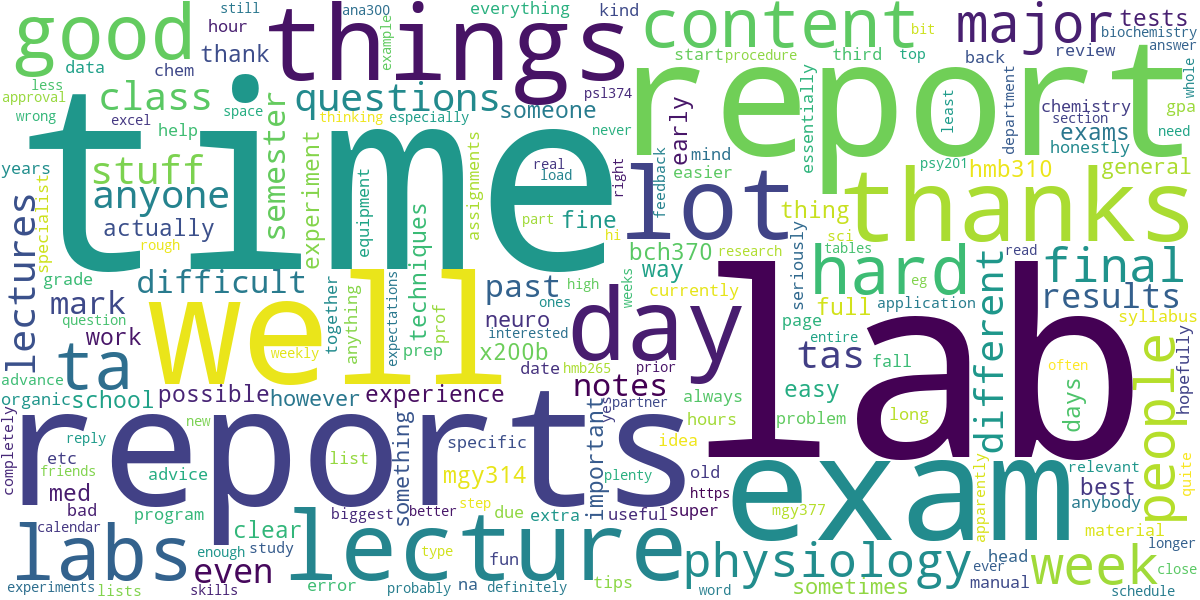 good
still
hour
ana300
example
everything
kind
thank
things
data
chem
content
bit
major
tests
biochemistry
start
procedure
third
top
back
review
answer
less
approval
wrong
excel
class
space
questions
thinking
especially
someone
psl374
never
report
early
essentially
least
department
chemistry
section
gpa
whole
exams
need
honestly
help
time
semester
experiment
years
stuff
anyone
actually
rough
equipment
assignments
real
load
right
part
fine
hi
feedback
mind
easier
lot
psy201
hmb310
general
thing
thanks
sci
tables
read
lectures
specialist
difficult
techniques
bch370
way
research
seriously
hard
eg
different
final
grade
mark
question
work
well
weekly
together
anything
expectations
prof
prep
past
high
ones
neuro
interested
x200b
weeks
currently
day
full
application
results
page
entire
syllabus
hopefully
ta
advance
organic
school
possible
however
experience
date
hmb265
prior
notes
tas
fall
often
easy
always
hours
problem
long
days
lab
people
completely
new
reports
reply
etc
friends
med
bad
calendar
advice
program
list
something
specific
mgy314
step
better
biggest
important
yes
partner
idea
plenty
old
https
useful
super
exam
mgy377
apparently
relevant
quite
best
anybody
material
longer
labs
clear
enough
study
skills
even
lecture
due
extra
type
fun
physiology
head
ever
manual
week
close
experiments
lists
error
probably
na
definitely
tips
word
sometimes
schedule